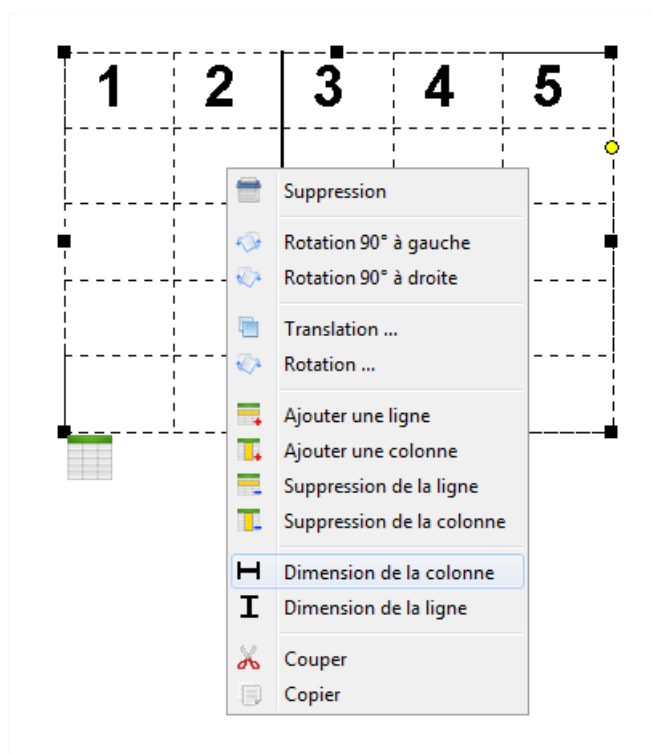 1 2 3 4 5
Suppression
Rotation 90° à gauche
Rotation 90° à droite
Translation ...
Rotation ...
Ajouter une ligne
Ajouter une colonne
Suppression de la ligne
Suppression de la colonne
Dimension de la colonne
Dimension de la ligne
Couper
Copier